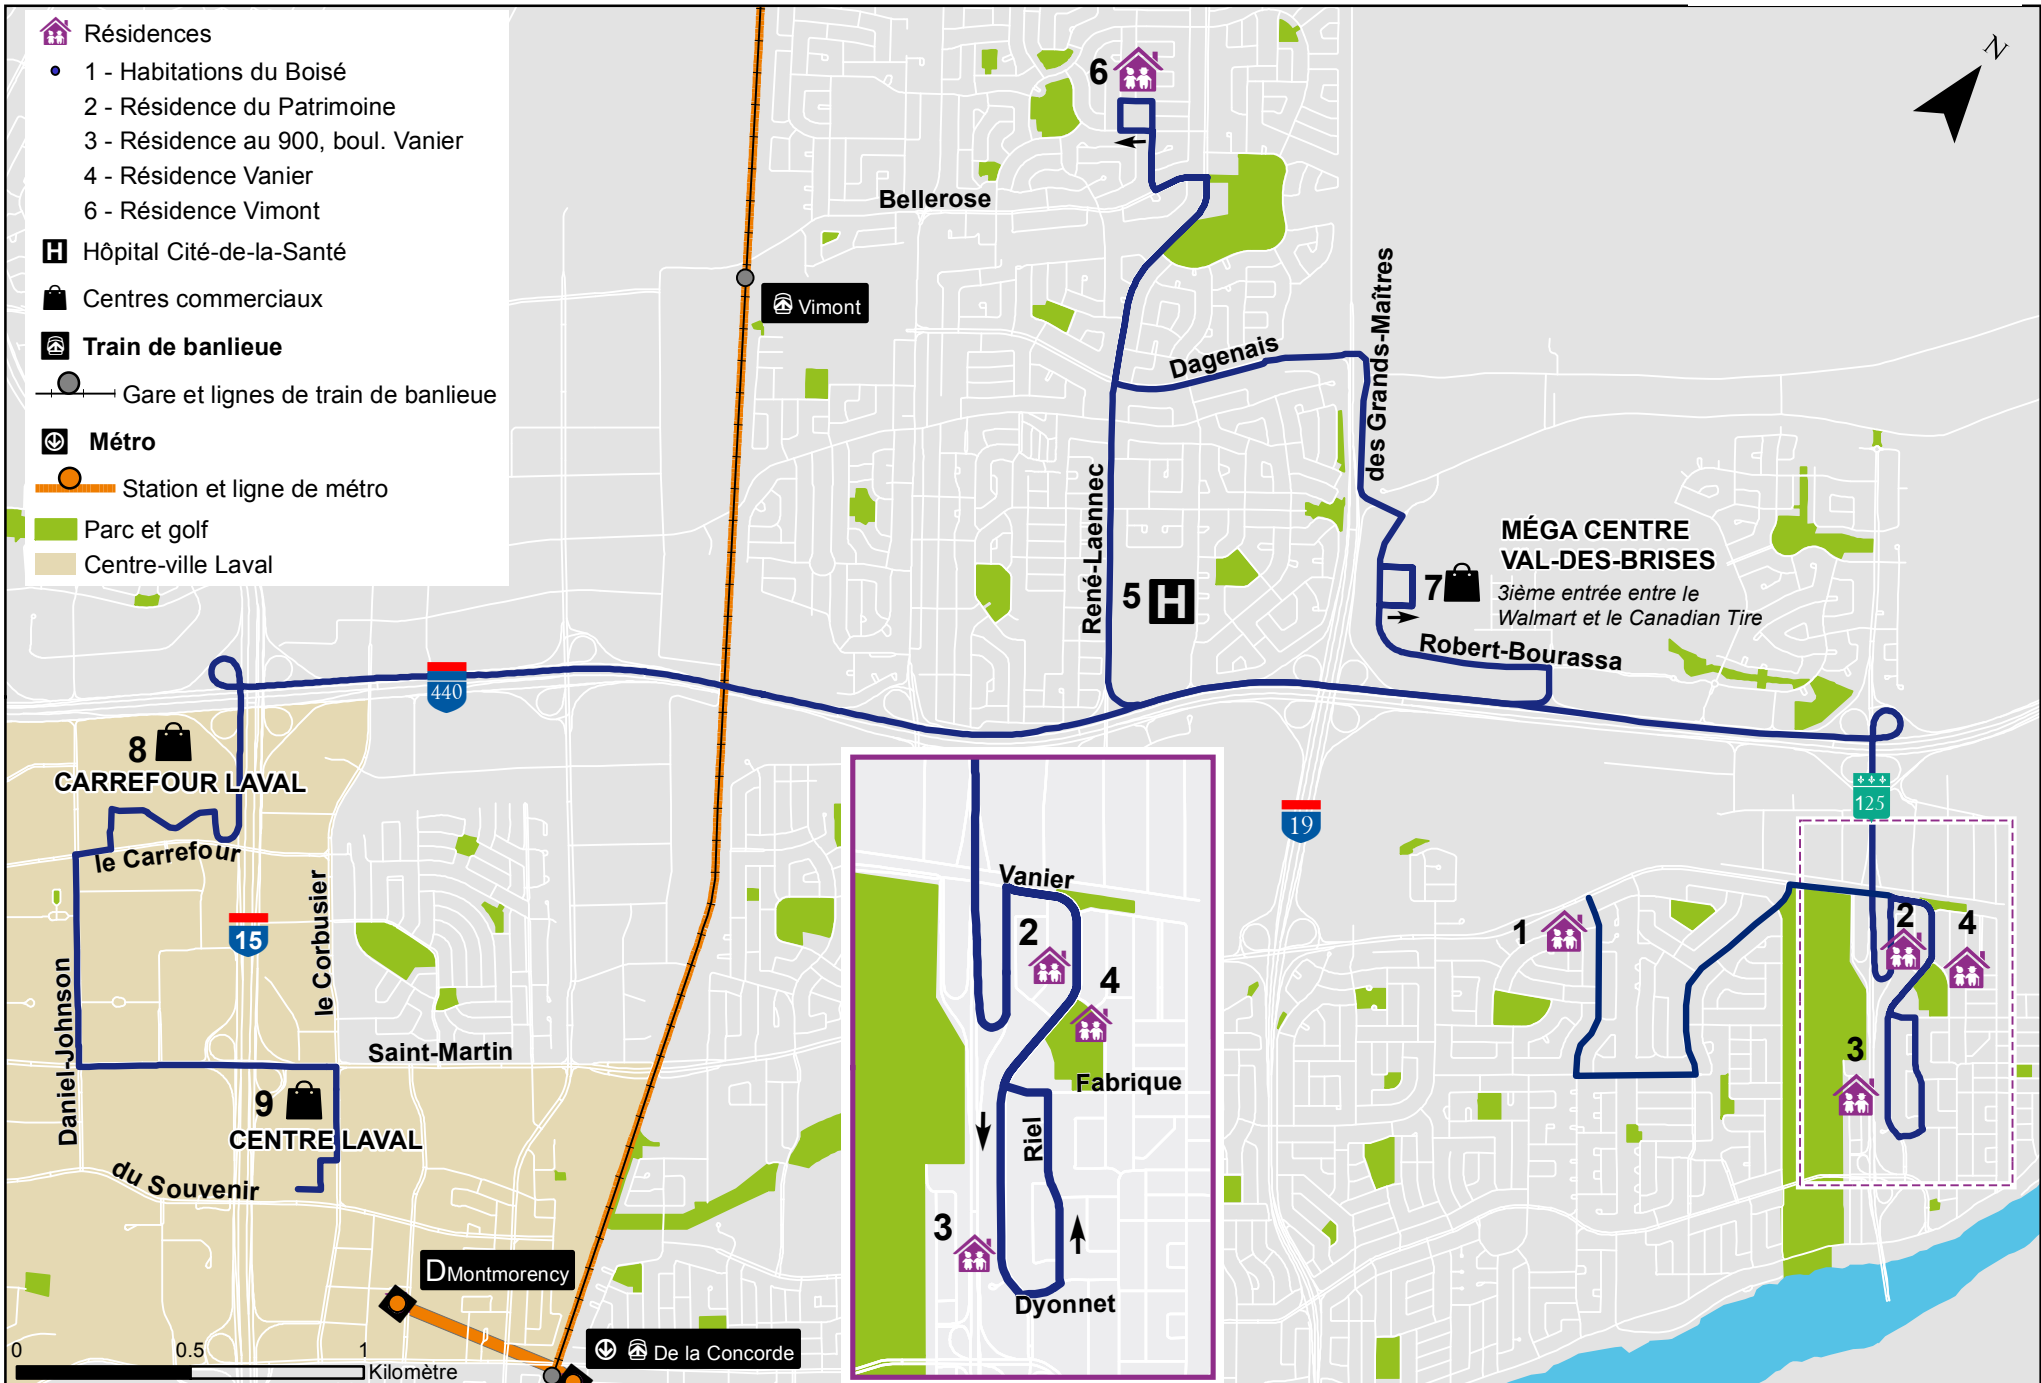 Résidences
1 - Habitations du Boisé
2 - Résidence du Patrimoine
3 - Résidence au 900, boul. Vanier
4 - Résidence Vanier
6 - Résidence Vimont
H Hôpital Cité-de-la-Santé
Centres commerciaux
Train de banlieue
Gare et lignes de train de banlieue
Métro
Station et ligne de métro
Parc et golf
Centre-ville Laval
N
6
Bellerose
Vimont
Dagenais
des Grands-Maîtres
René-Laennec
5 H
7
MÉGA CENTRE
VAL-DES-BRISES
3ième entrée entre le
Walmart et le Canadian Tire
Robert-Bourassa
440
8
CARREFOUR LAVAL
le Carrefour
15
le Corbusier
Daniel-Johnson
Saint-Martin
9
CENTRE LAVAL
du Souvenir
D Montmorency
De la Concorde
0 0.5 1
Kilomètre
Vanier
2
4
Fabrique
Riel
3
Dyonnet
19
125
1
2
4
3